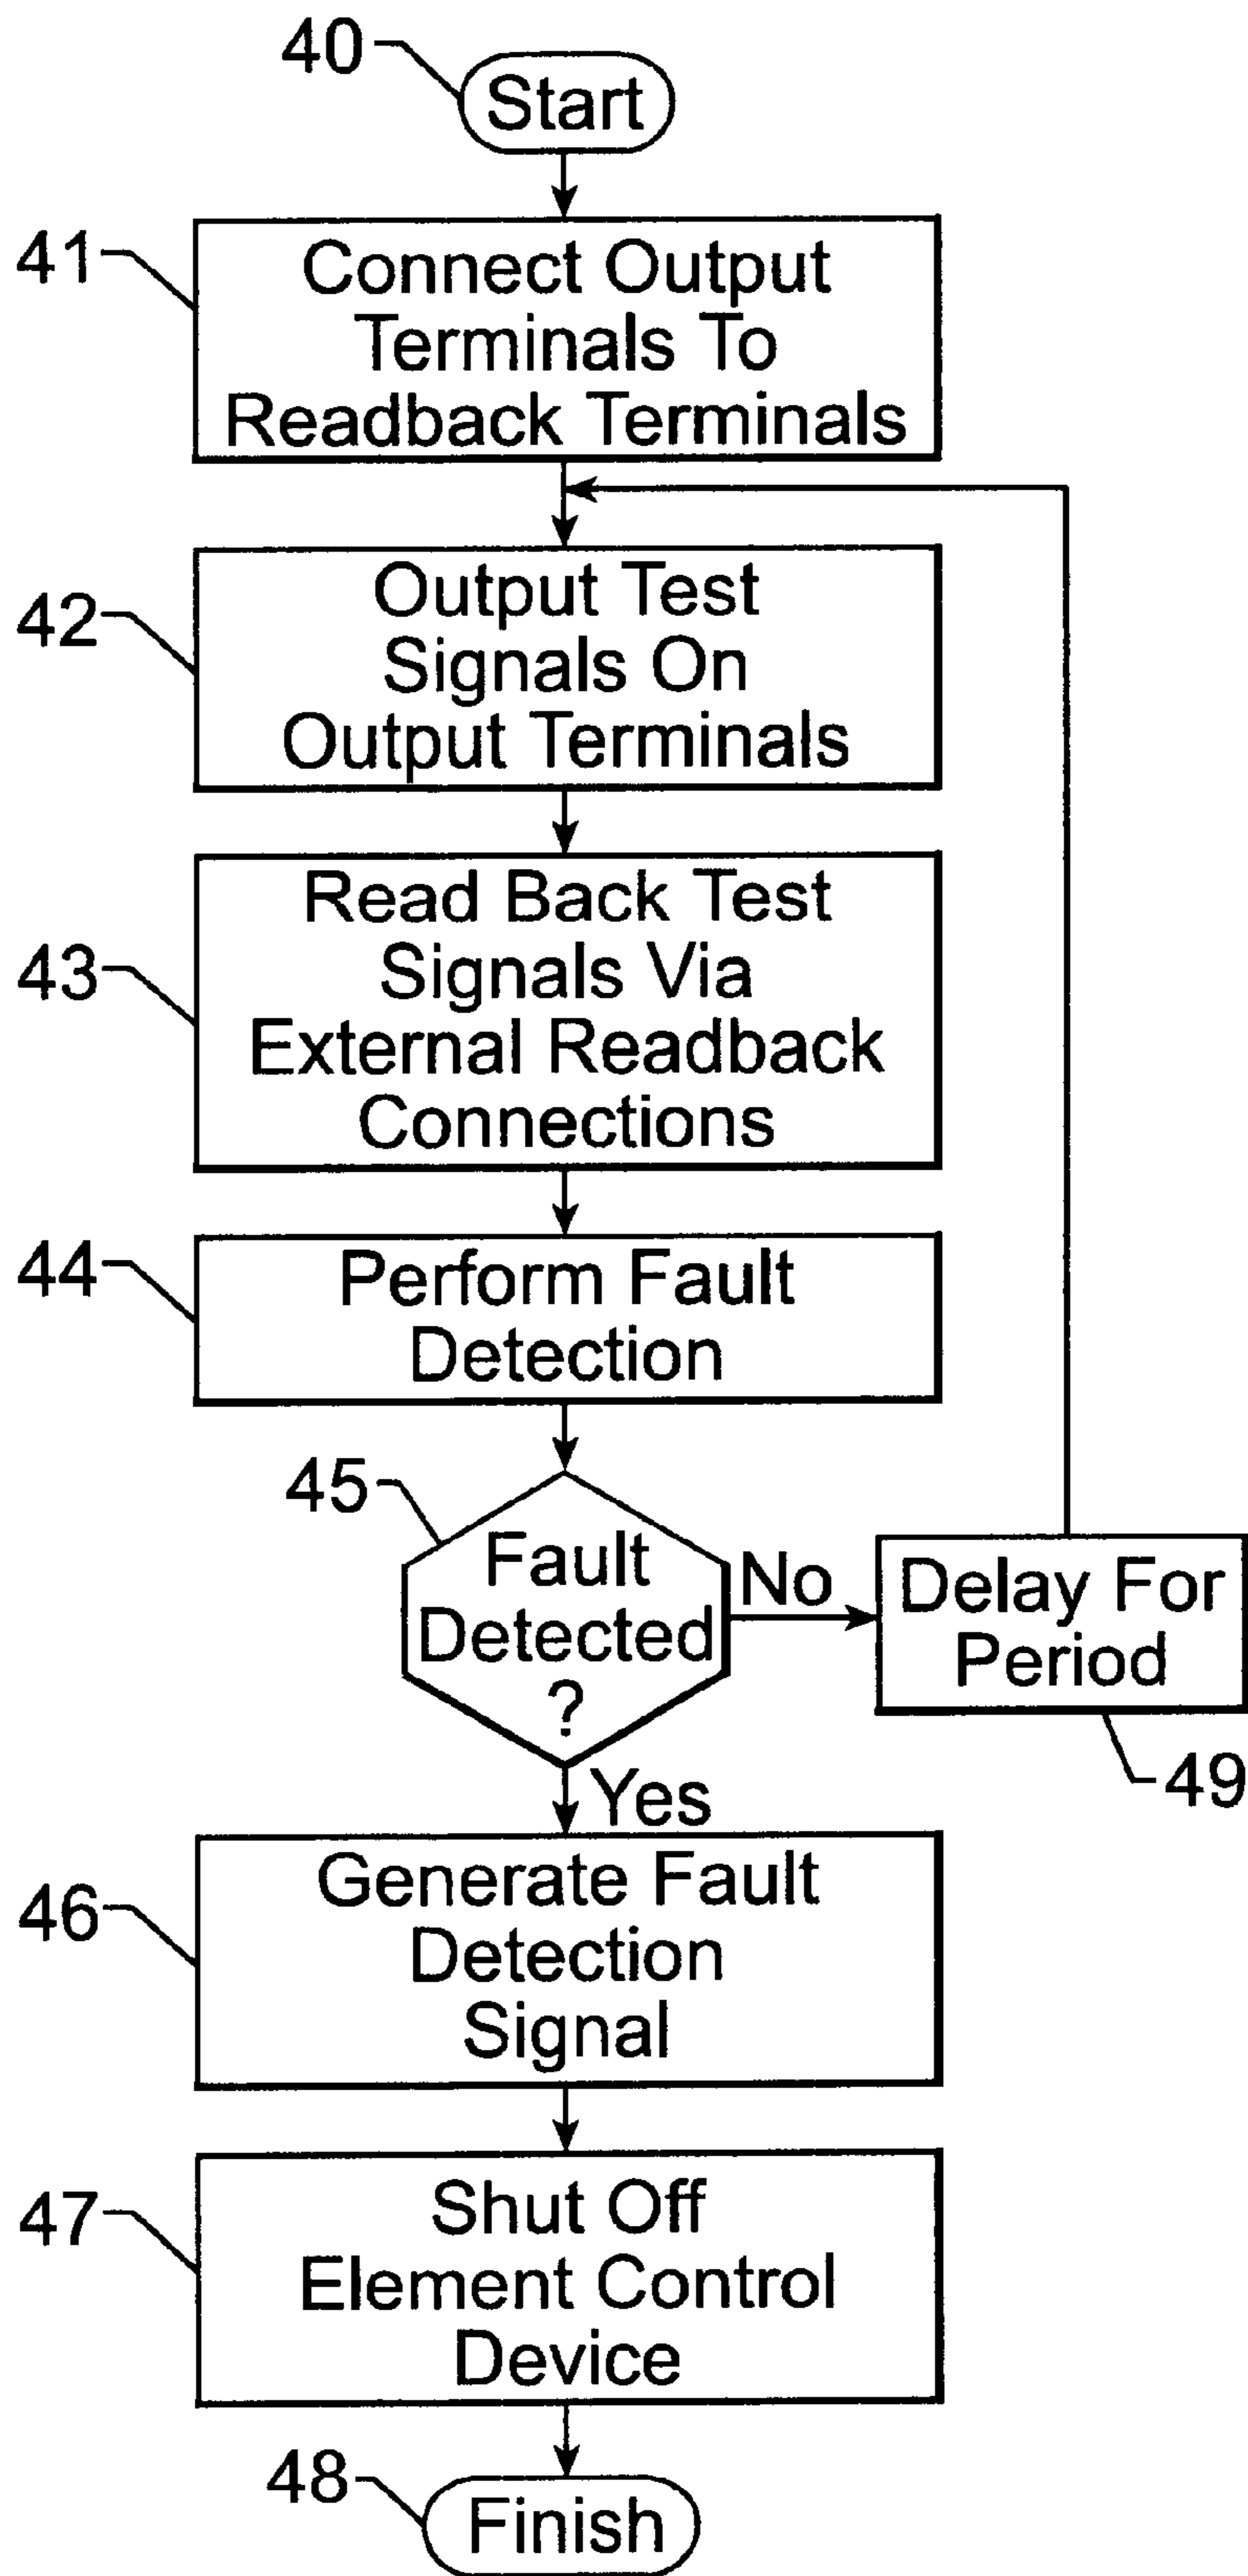 40
Start
41
Connect Output
Terminals To
Readback Terminals
42
Output Test
Signals On
Output Terminals
43
Read Back Test
Signals Via
External Readback
Connections
44
Perform Fault
Detection
45
Fault
Detected
?
No
Delay For
Period
49
Yes
46
Generate Fault
Detection
Signal
47
Shut Off
Element Control
Device
48
Finish